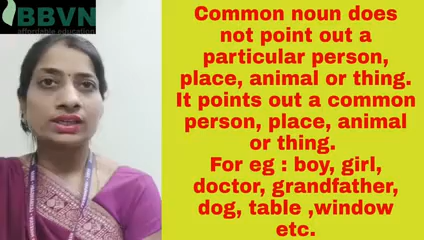 BBVN
affordable education
Common noun does
not point out a
particular person,
place, animal or thing.
It points out a common
person, place, animal
or thing.
For eg : boy, girl,
doctor, grandfather,
dog, table ,window
etc.